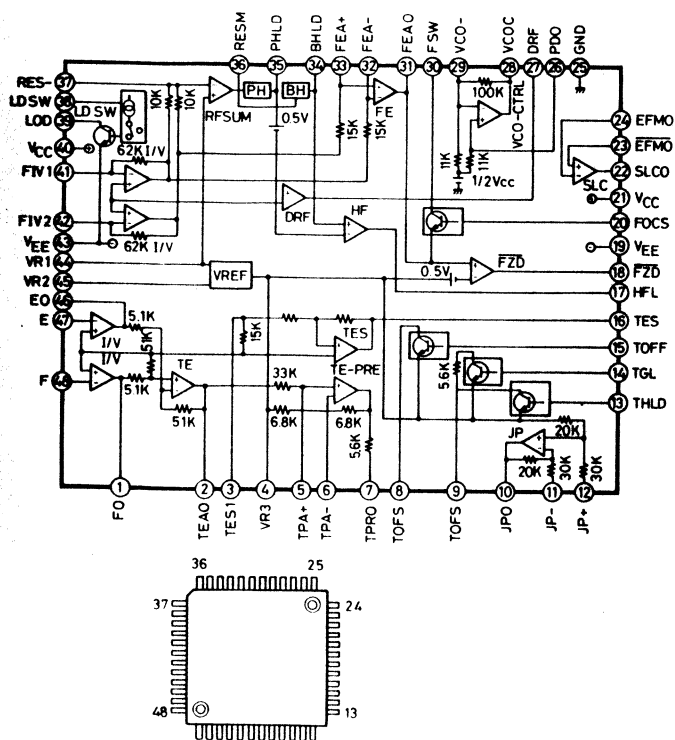 RESM PHLD BHLD FEA+ FEA- FEAO FSW VCO- VCOC DRF PDO GND
36 35 34 33 32 31 30 29 28 27 26 25
RES- 37
LDSW 38
LOD 39
VCC 40
FIV1 41
FIV2 42
VEE 43
VR1 44
VR2 45
EO 46
E 47
F 48
10K 10K
LDSW
62K I/V
62K I/V
RFSUM
PH
BH
0.5V
15K 15K
FE
100K
VCO-CTRL
11K 11K
1/2Vcc
DRF
HF
VREF
0.5V
FZD
SLC
24 EFMO
23 EFMO
22 SLCO
21 VCC
20 FOCS
19 VEE
18 FZD
17 HFL
16 TES
15 TOFF
14 TGL
13 THLD
5.1K
I/V
I/V
51K
5.1K
TE
51K
15K
TES
TE-PRE
33K
6.8K 6.8K
5.6K
5.6K
JP
20K
20K
30K
30K
1 2 3 4 5 6 7 8 9 10 11 12
FO TEAO TES1 VR3 TPA+ TPA- TPRO TOFS TOFS JPO JP- JP+
36 25
37 24
48 13